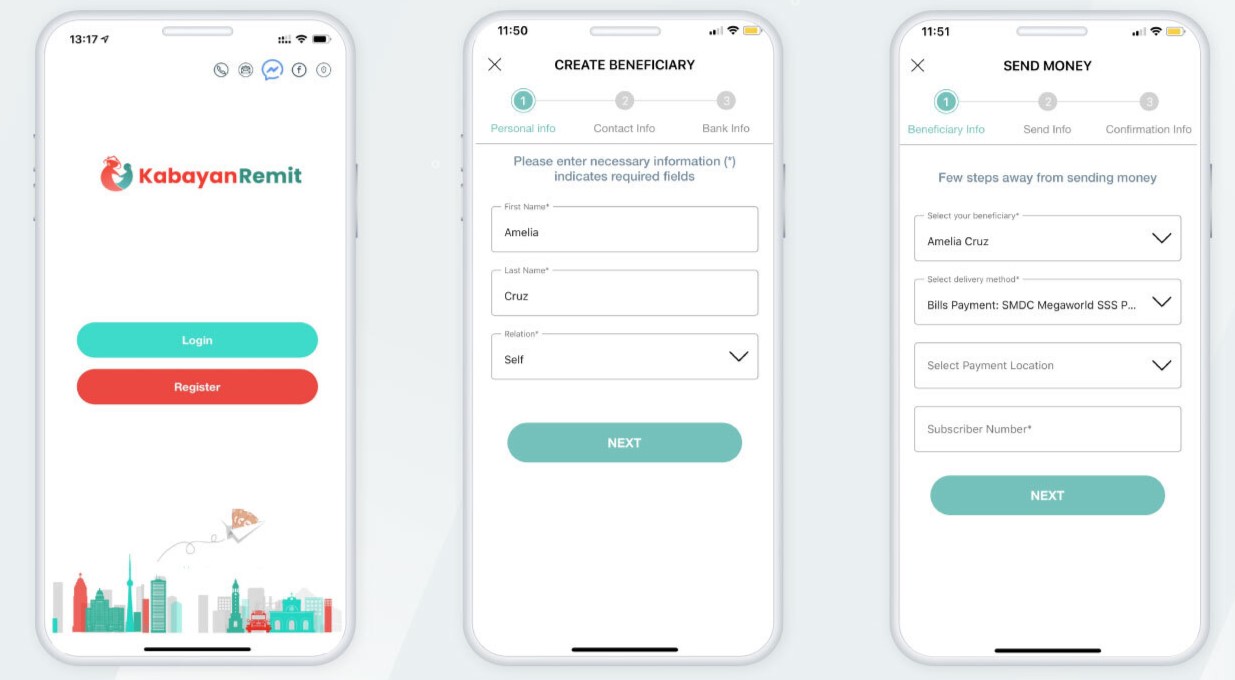 13:17
KabayanRemit
Login
Register
11:50
CREATE BENEFICIARY
1
2
3
Personal info
Contact Info
Bank Info
Please enter necessary information (*)
indicates required fields
First Name*
Amelia
Last Name*
Cruz
Relation*
Self
NEXT
11:51
SEND MONEY
1
2
3
Beneficiary Info
Send Info
Confirmation Info
Few steps away from sending money
Select your beneficiary*
Amelia Cruz
Select delivery method*
Bills Payment: SMDC Megaworld SSS P...
Select Payment Location
Subscriber Number*
NEXT